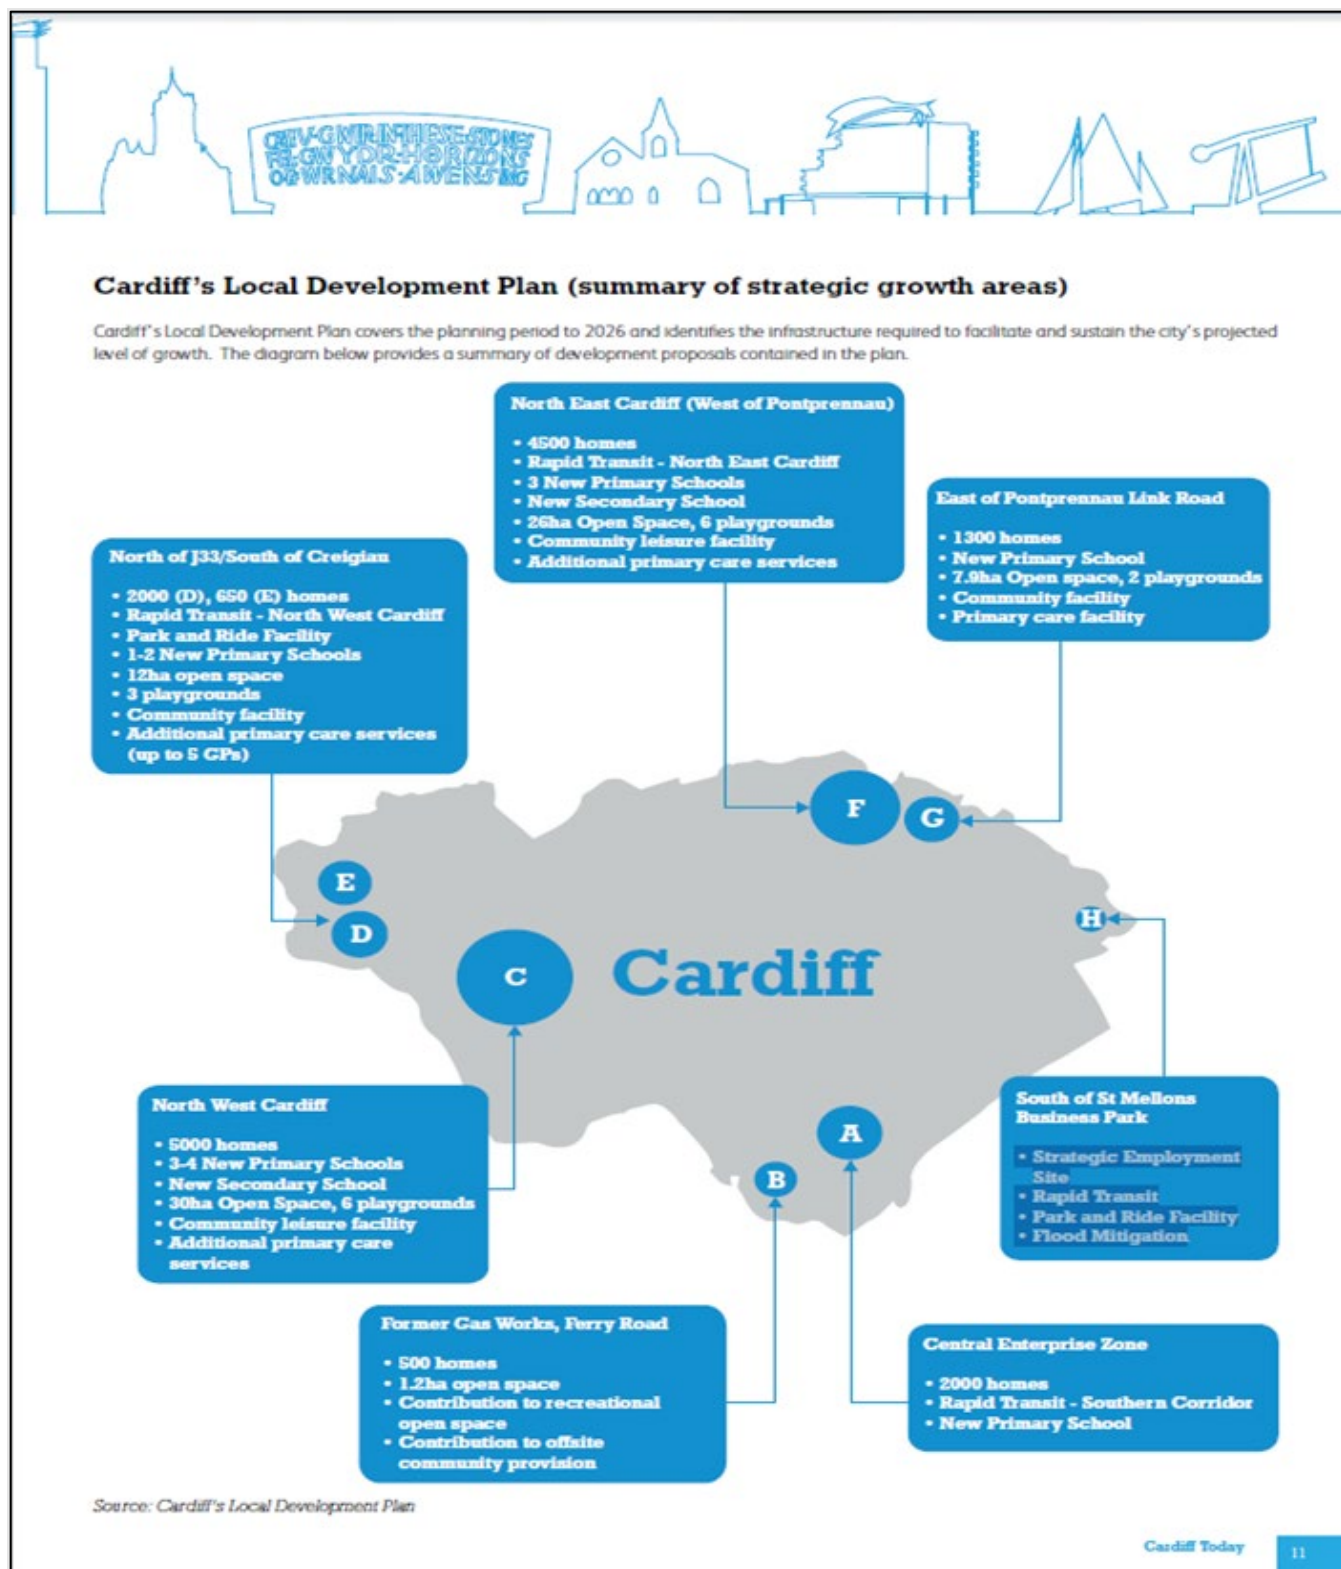 CREV-GWIRINTHESE-STONES
FEL-GWYDR+HORIZONS
O-FFWRNAIS-AWEN-SING
Cardiff's Local Development Plan (summary of strategic growth areas)
Cardiff's Local Development Plan covers the planning period to 2026 and identifies the infrastructure required to facilitate and sustain the city's projected
level of growth. The diagram below provides a summary of development proposals contained in the plan.
North East Cardiff (West of Pontprennau)
• 4500 homes
• Rapid Transit - North East Cardiff
• 3 New Primary Schools
• New Secondary School
• 26ha Open Space, 6 playgrounds
• Community leisure facility
• Additional primary care services
East of Pontprennau Link Road
• 1300 homes
• New Primary School
• 7.9ha Open space, 2 playgrounds
• Community facility
• Primary care facility
North of J33/South of Creigiau
• 2000 (D), 650 (E) homes
• Rapid Transit - North West Cardiff
• Park and Ride Facility
• 1-2 New Primary Schools
• 12ha open space
• 3 playgrounds
• Community facility
• Additional primary care services
(up to 5 GPs)
F
G
E
D
H
C
Cardiff
A
B
North West Cardiff
• 5000 homes
• 3-4 New Primary Schools
• New Secondary School
• 30ha Open Space, 6 playgrounds
• Community leisure facility
• Additional primary care
services
South of St Mellons
Business Park
• Strategic Employment
Site
• Rapid Transit
• Park and Ride Facility
• Flood Mitigation
Former Gas Works, Ferry Road
• 500 homes
• 1.2ha open space
• Contribution to recreational
open space
• Contribution to offsite
community provision
Central Enterprise Zone
• 2000 homes
• Rapid Transit - Southern Corridor
• New Primary School
Source: Cardiff's Local Development Plan
Cardiff Today 11